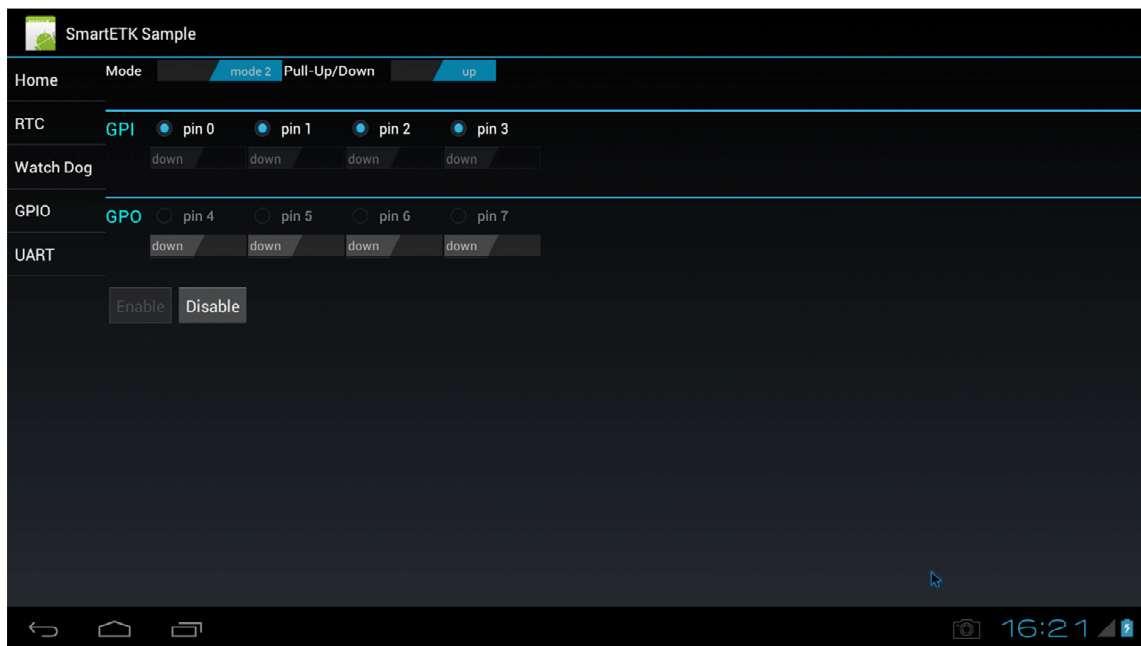 SmartETK Sample
Home
RTC
Watch Dog
GPIO
UART
Mode mode 2 Pull-Up/Down up
GPI pin 0 pin 1 pin 2 pin 3
down down down down
GPO pin 4 pin 5 pin 6 pin 7
down down down down
Enable Disable
16:21